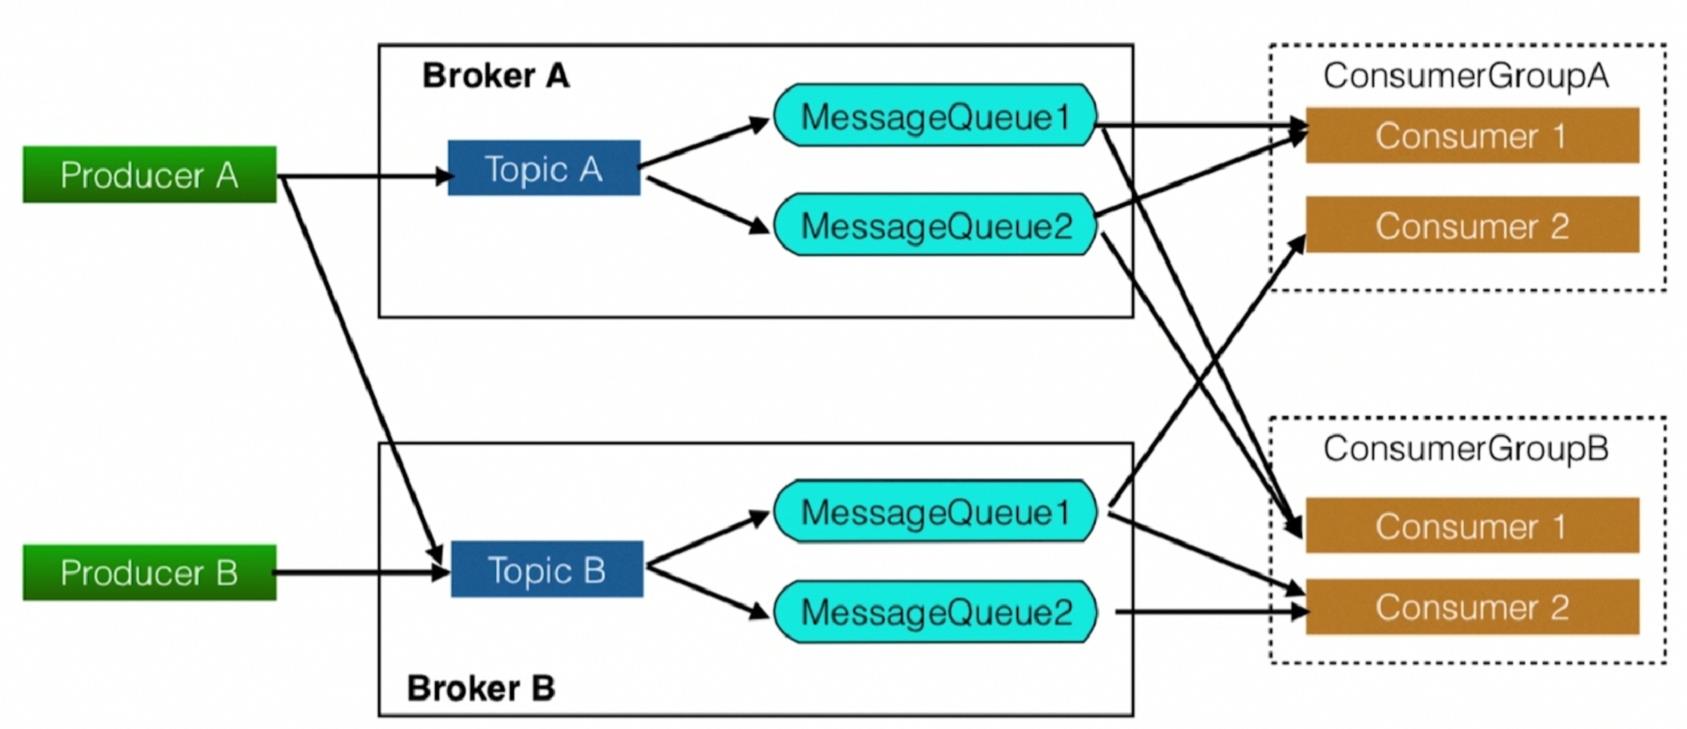 Broker A
MessageQueue1
Topic A
Producer A
MessageQueue2
ConsumerGroupA
Consumer 1
Consumer 2
Producer B
Topic B
MessageQueue1
MessageQueue2
Broker B
ConsumerGroupB
Consumer 1
Consumer 2